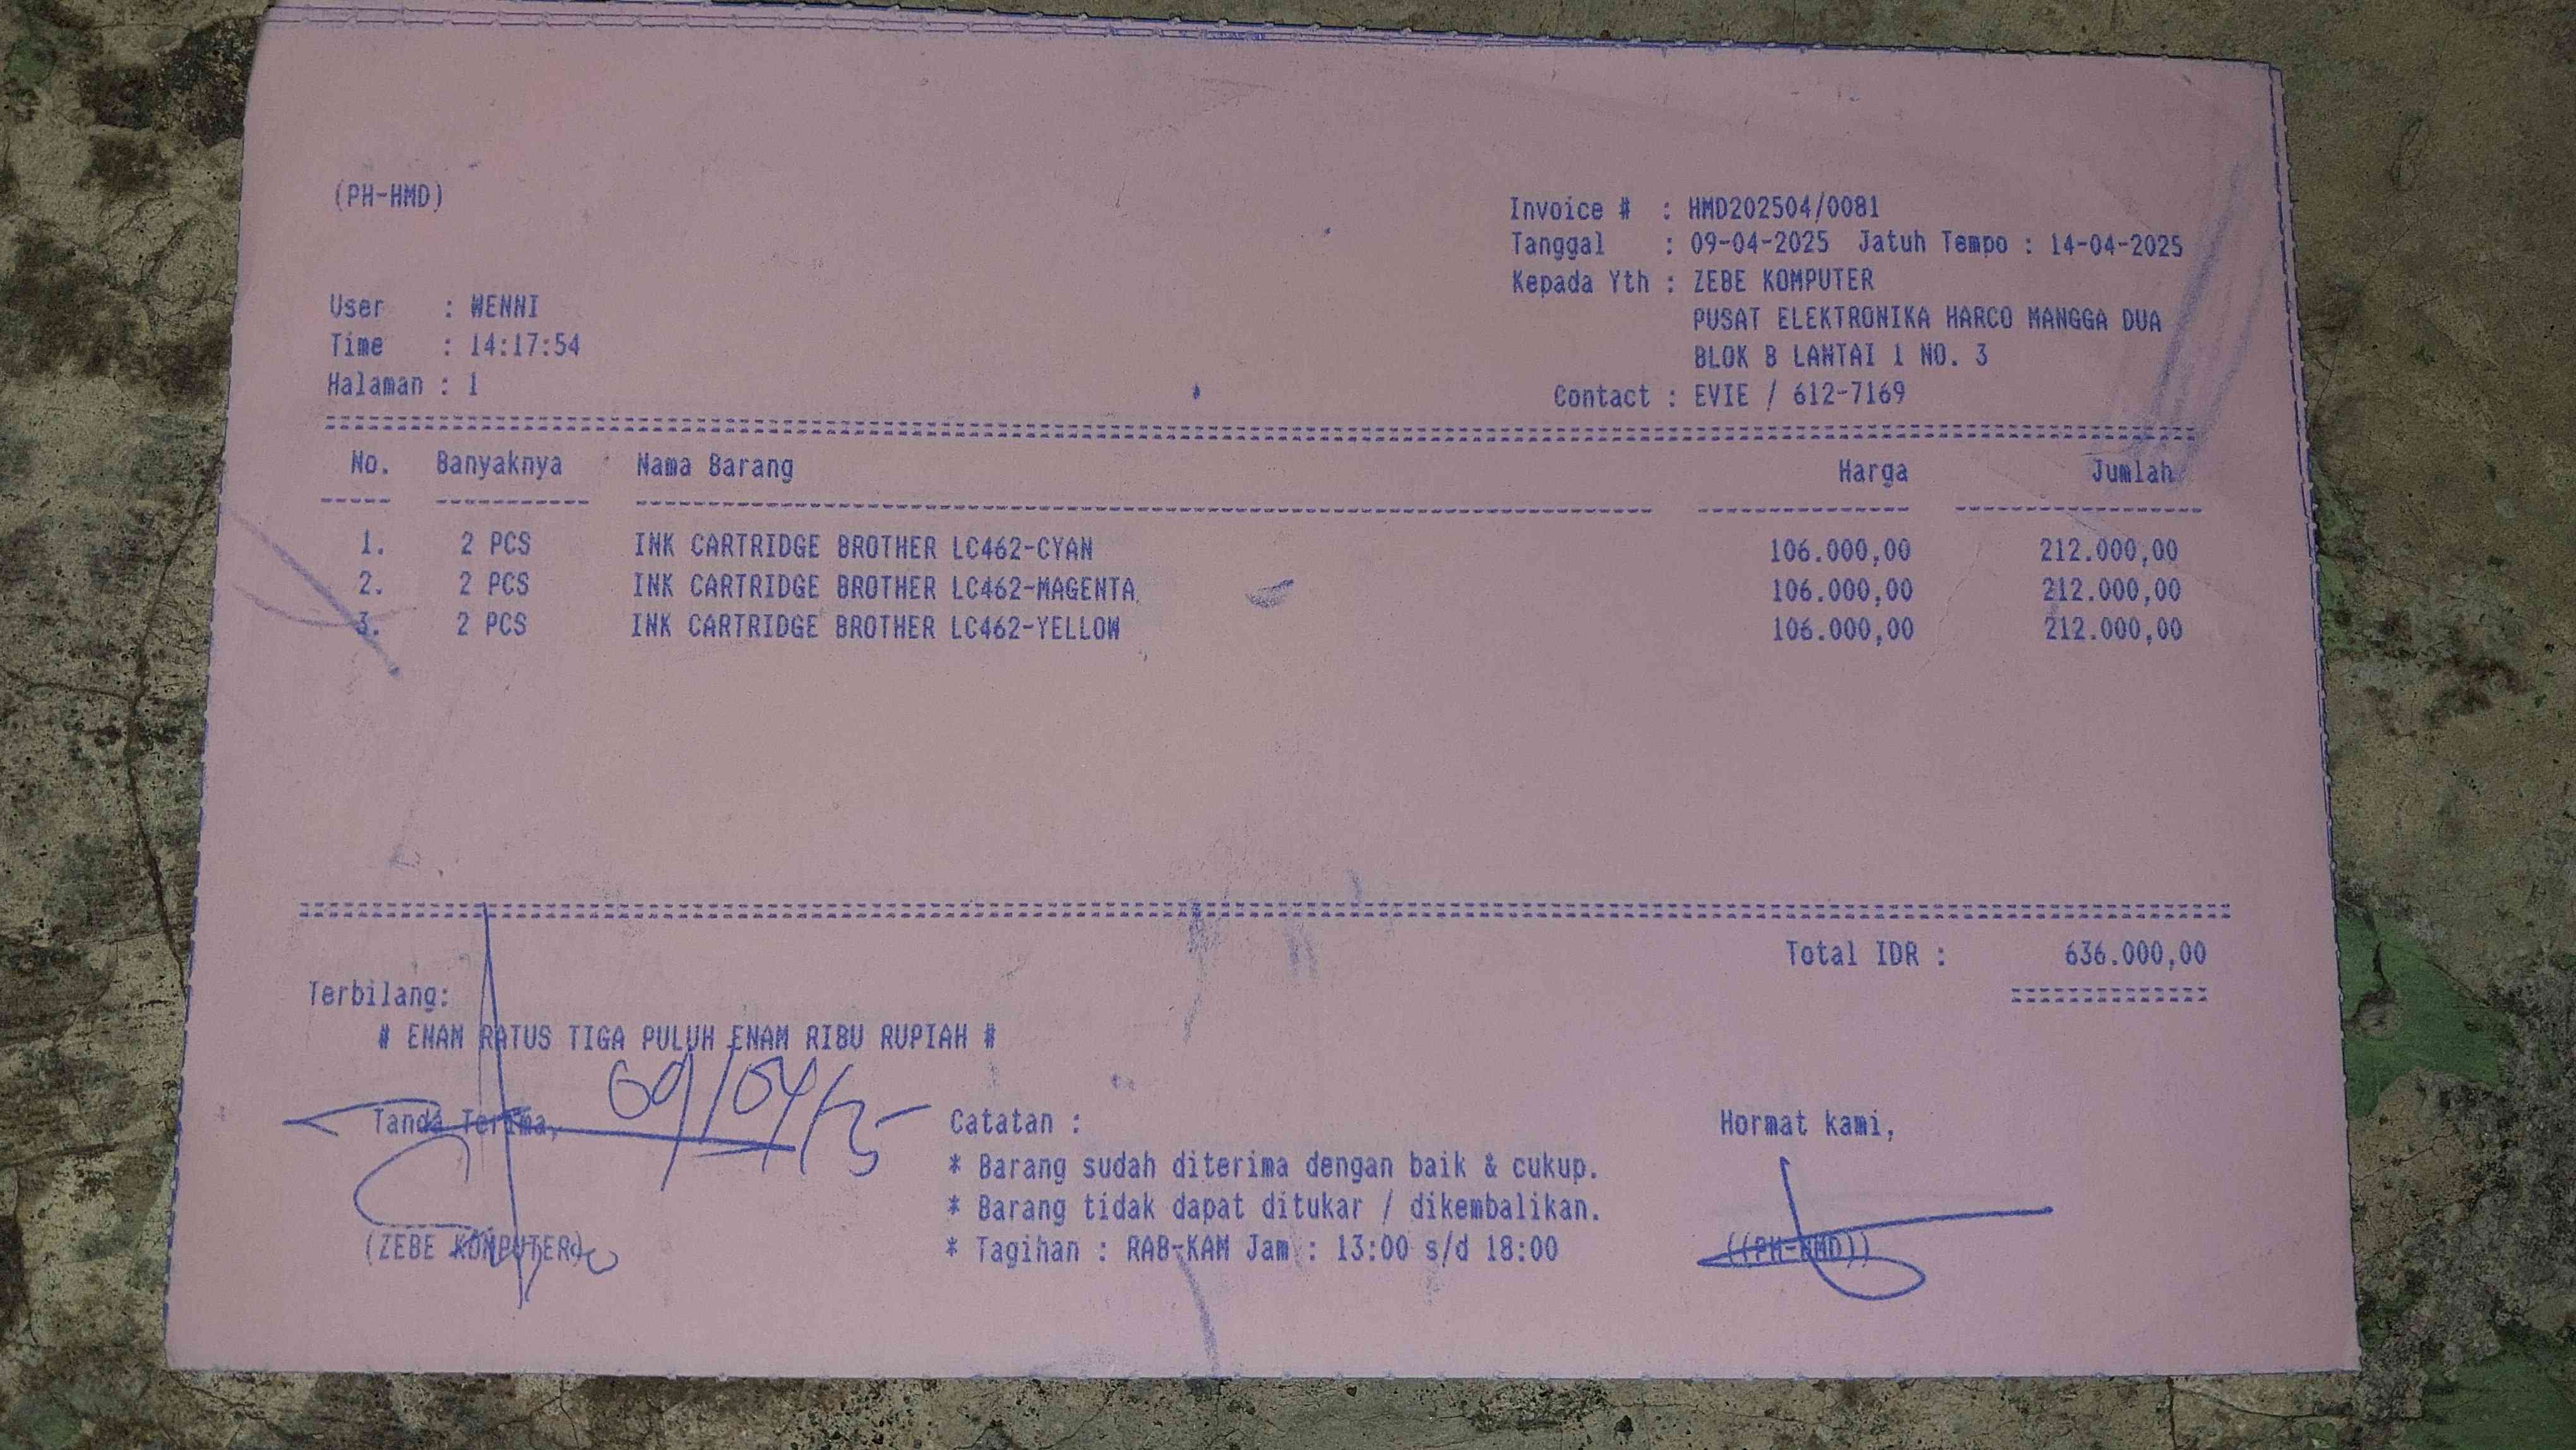 (PH-HMD)
Invoice # : HMD202504/0081
Tanggal : 09-04-2025 Jatuh Tempo : 14-04-2025
Kepada Yth : ZEBE KOMPUTER
PUSAT ELEKTRONIKA HARCO MANGGA DUA
BLOK B LANTAI 1 NO. 3
Contact : EVIE / 612-7169
User : WENNI
Time : 14:17:54
Halaman : 1
No. Banyaknya Nama Barang Harga Jumlah
1. 2 PCS INK CARTRIDGE BROTHER LC462-CYAN 106.000,00 212.000,00
2. 2 PCS INK CARTRIDGE BROTHER LC462-MAGENTA 106.000,00 212.000,00
3. 2 PCS INK CARTRIDGE BROTHER LC462-YELLOW 106.000,00 212.000,00
Total IDR : 636.000,00
Terbilang:
# ENAM RATUS TIGA PULUH ENAM RIBU RUPIAH #
09/04/25
Tanda Terima,
(ZEBE KOMPUTER)
Catatan :
* Barang sudah diterima dengan baik & cukup.
* Barang tidak dapat ditukar / dikembalikan.
* Tagihan : RAB-KAM Jam : 13:00 s/d 18:00
Hormat kami,
((PH-HMD))